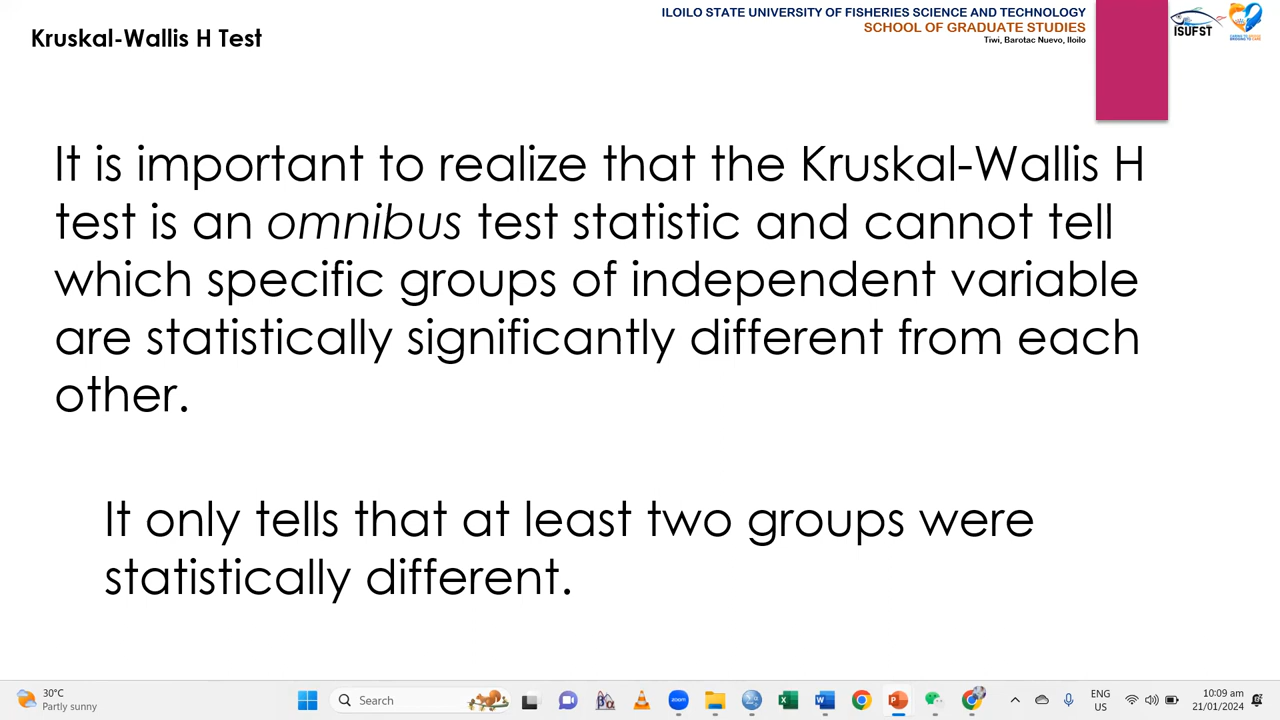 ILOILO STATE UNIVERSITY OF FISHERIES SCIENCE AND TECHNOLOGY
SCHOOL OF GRADUATE STUDIES
Tiwi, Barotac Nuevo, Iloilo
ISUFST
Kruskal-Wallis H Test
It is important to realize that the Kruskal-Wallis H
test is an omnibus test statistic and cannot tell
which specific groups of independent variable
are statistically significantly different from each
other.
It only tells that at least two groups were
statistically different.
30°C
Partly sunny
Search
βα
zoom
ENG
US
10:09 am
21/01/2024